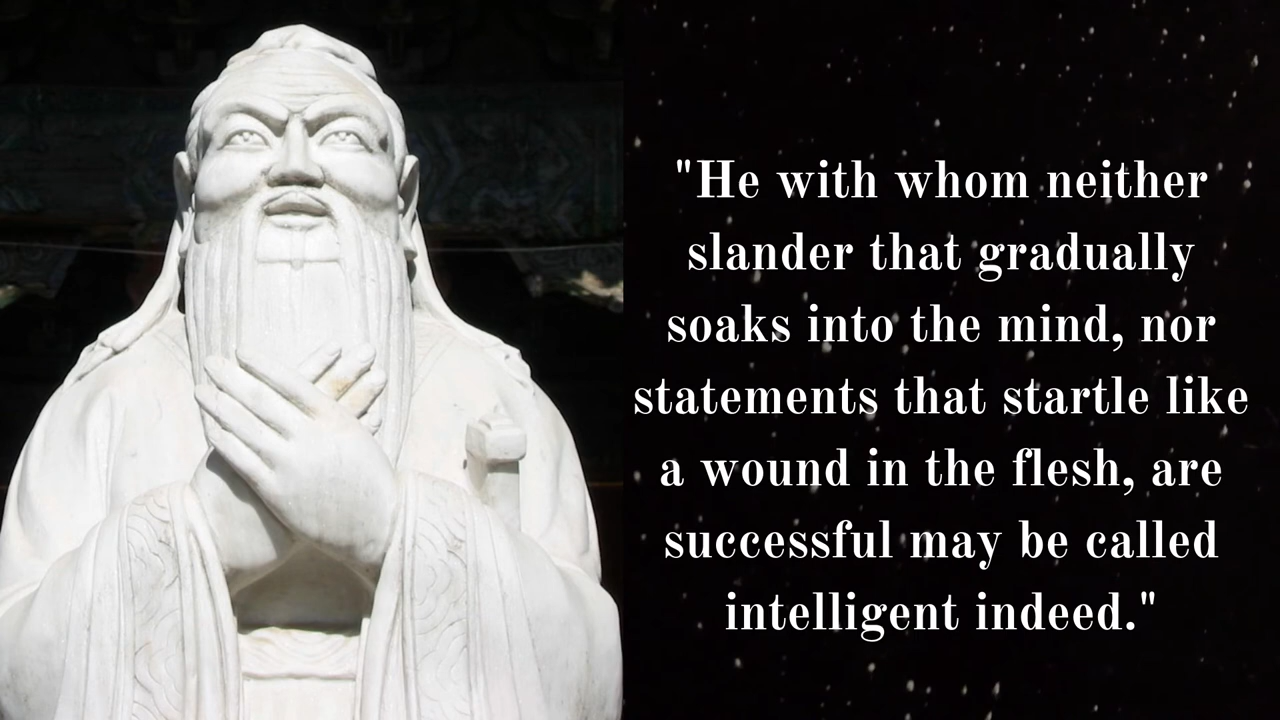 "He with whom neither
slander that gradually
soaks into the mind, nor
statements that startle like
a wound in the flesh, are
successful may be called
intelligent indeed."